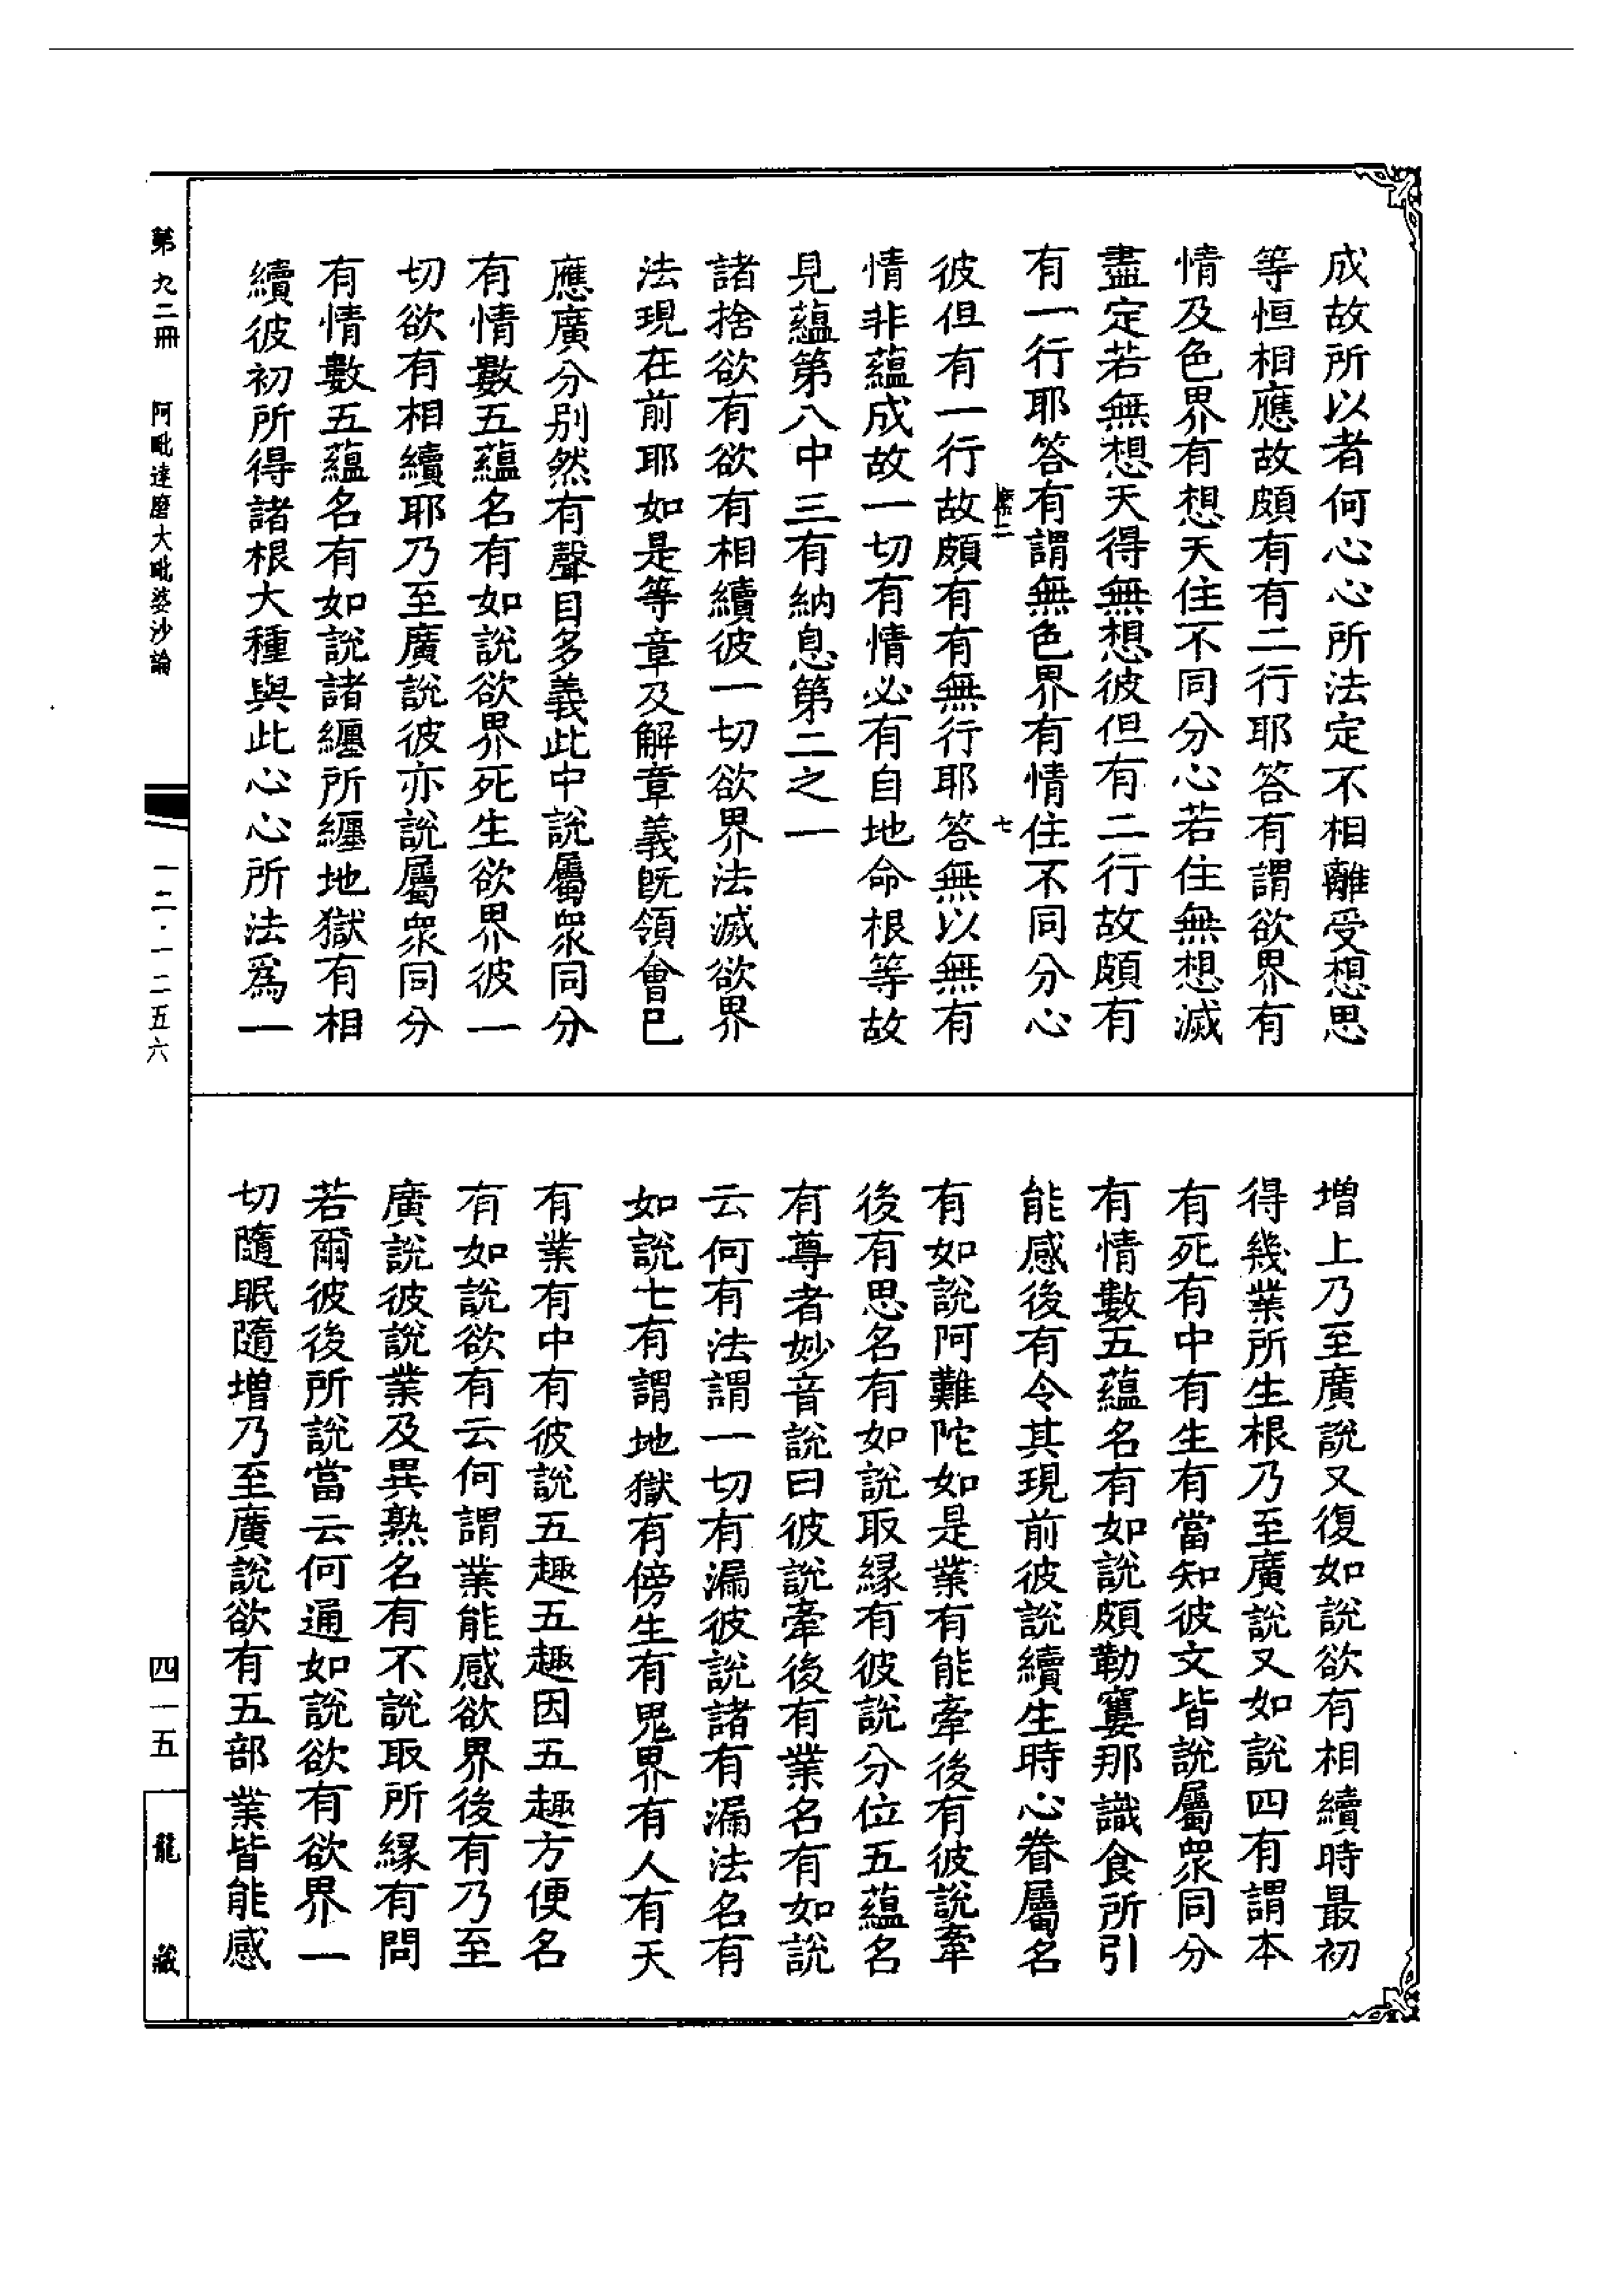 成故所以者何心心所法定不相離受想思
等恒相應故頗有有二行耶答有謂欲界有
情及色界有想天住不同分心若住無想滅
盡定若無想天得無想彼但有二行故頗有
有一行耶答有謂無色界有情住不同分心
七
彼但有一行故頗有有無行耶答無以無有
情非蘊成故一切有情必有自地命根等故
見蘊第八中三有納息第二之一
諸捨欲有欲有相續彼一切欲界法滅欲界
法現在前耶如是等章及解章義既領會已
應廣分別然有聲目多義此中說屬衆同分
有情數五蘊名有如說欲界死生欲界彼一
切欲有相續耶乃至廣說彼亦說屬衆同分
有情數五蘊名有如說諸纏所纏地獄有相
續彼初所得諸根大種與此心心所法爲一
增上乃至廣說又復如說欲有相續時最初
得幾業所生根乃至廣說又如說四有謂本
有死有中有生有當知彼文皆說屬衆同分
有情數五蘊名有如說頗勒窶那識食所引
能感後有令其現前彼說續生時心眷屬名
有如說阿難陀如是業有能牽後有彼說牽
後有思名有如說取緣有彼說分位五蘊名
有尊者妙音說曰彼說牽後有業名有如說
云何有法謂一切有漏彼說諸有漏法名有
如說七有謂地獄有傍生有鬼界有人有天
有業有中有彼說五趣五趣因五趣方便名
有如說欲有云何謂業能感欲界後有乃至
廣說彼說業及異熟名有不說取所緣有問
若爾彼後所說當云何通如說欲有欲界一
切隨眠隨增乃至廣說欲有五部業皆能感
第九二冊 阿毗達磨大毗婆沙論
一二·一二五六
四一五
龍藏